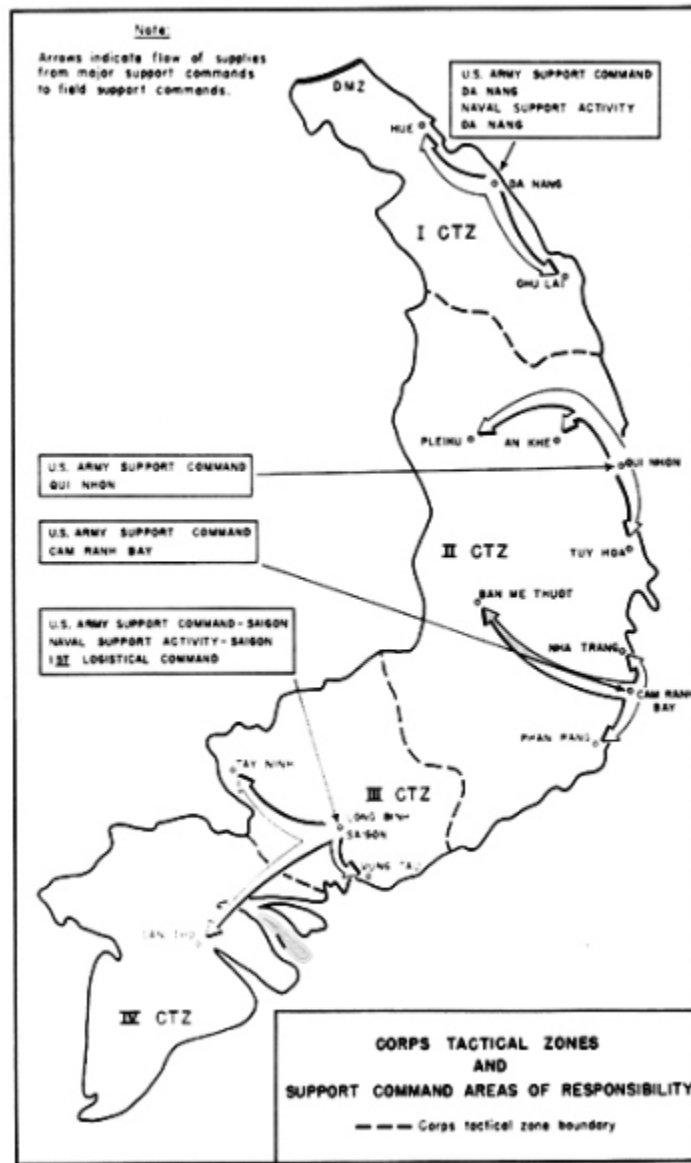 Note:
Arrows indicate flow of supplies
from major support commands
to field support commands.
U.S. ARMY SUPPORT COMMAND
DA NANG
NAVAL SUPPORT ACTIVITY
DA NANG
DMZ
HUE
DA NANG
I CTZ
CHU LAI
PLEIKU
AN KHE
QUI NHON
U.S. ARMY SUPPORT COMMAND
QUI NHON
U.S. ARMY SUPPORT COMMAND
CAM RANH BAY
TUY HOA
II CTZ
BAN ME THUOT
U.S. ARMY SUPPORT COMMAND-SAIGON
NAVAL SUPPORT ACTIVITY-SAIGON
1ST LOGISTICAL COMMAND
NHA TRANG
CAM RANH
BAY
PHAN RANG
TAY NINH
III CTZ
LONG BINH
SAIGON
VUNG TAU
CAN THO
IV CTZ
CORPS TACTICAL ZONES
AND
SUPPORT COMMAND AREAS OF RESPONSIBILITY
Corps tactical zone boundary